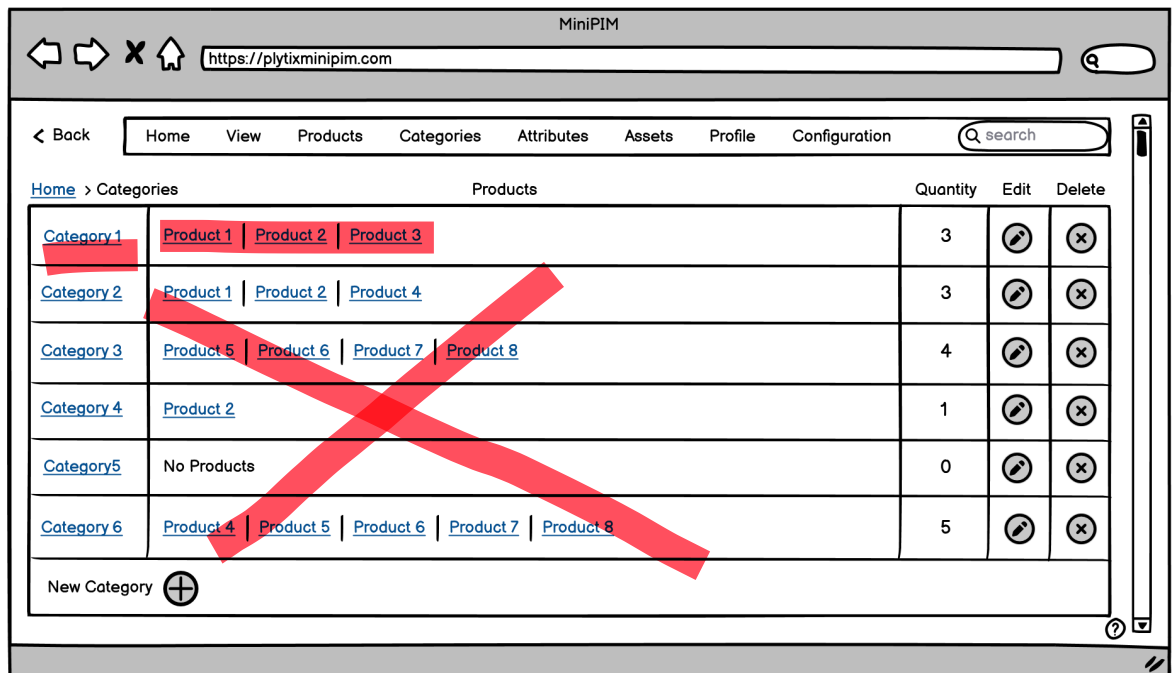 MiniPIM
https://plytixminipim.com
Back Home View Products Categories Attributes Assets Profile Configuration search
Home > Categories Products Quantity Edit Delete
Category 1 Product 1 | Product 2 | Product 3 3
Category 2 Product 1 | Product 2 | Product 4 3
Category 3 Product 5 | Product 6 | Product 7 | Product 8 4
Category 4 Product 2 1
Category5 No Products 0
Category 6 Product 4 | Product 5 | Product 6 | Product 7 | Product 8 5
New Category
?